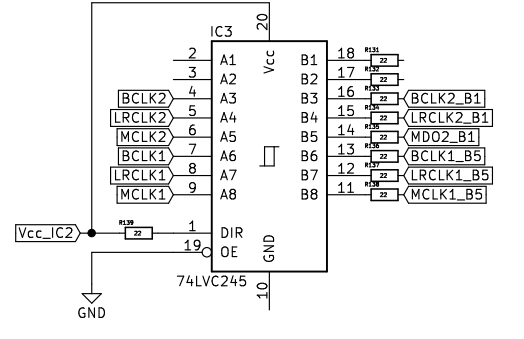 IC3
20
Vcc
2 A1 B1 18 R131 22
3 A2 B2 17 R132 22
BCLK2 4 A3 B3 16 R133 22 BCLK2_B1
LRCLK2 5 A4 B4 15 R134 22 LRCLK2_B1
MCLK2 6 A5 B5 14 R135 22 MDO2_B1
BCLK1 7 A6 B6 13 R136 22 BCLK1_B5
LRCLK1 8 A7 B7 12 R137 22 LRCLK1_B5
MCLK1 9 A8 B8 11 R138 22 MCLK1_B5
Vcc_IC2 R139 22 1 DIR
19 OE
GND
74LVC245
10
GND